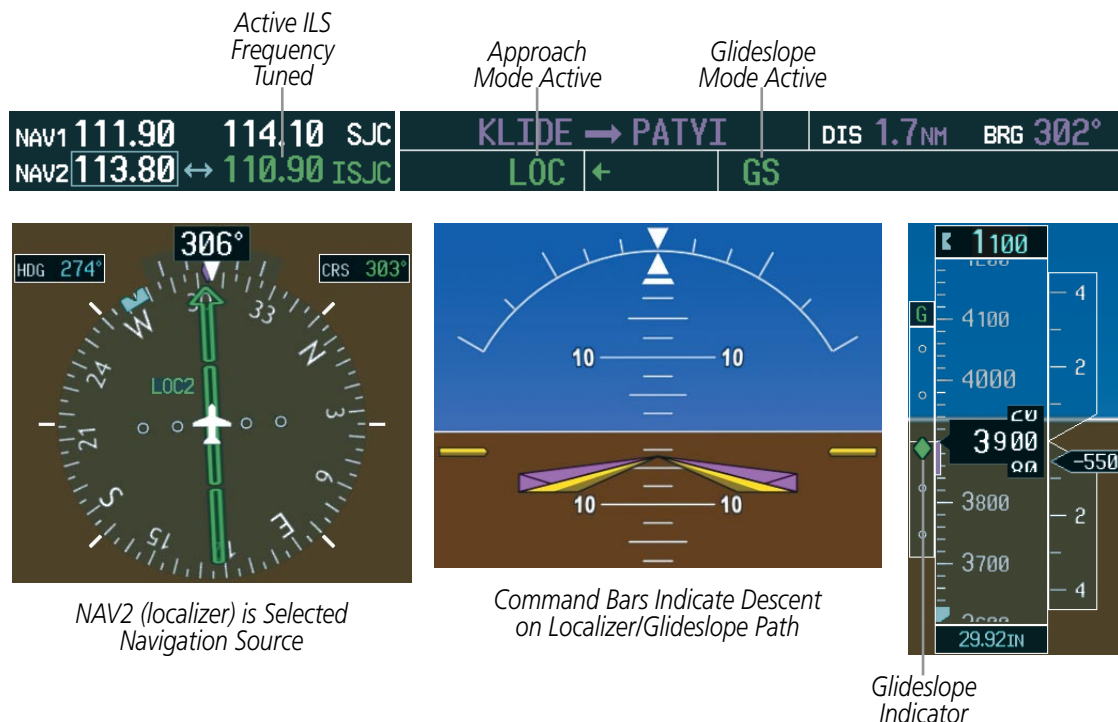 Active ILS
Frequency
Tuned
Approach
Mode Active
Glideslope
Mode Active
NAV1 111.90 114.10 SJC
NAV2 113.80 ↔ 110.90 ISJC
KLIDE → PATYI DIS 1.7NM BRG 302°
LOC ← GS
306°
HDG 274°
CRS 303°
33
N
3
6
E
15
S
21
24
W
LOC2
10 10
10 10
1100
G
4100
4000
20
3900
80
3800
3700
29.92IN
4
2
-550
2
4
NAV2 (localizer) is Selected
Navigation Source
Command Bars Indicate Descent
on Localizer/Glideslope Path
Glideslope
Indicator